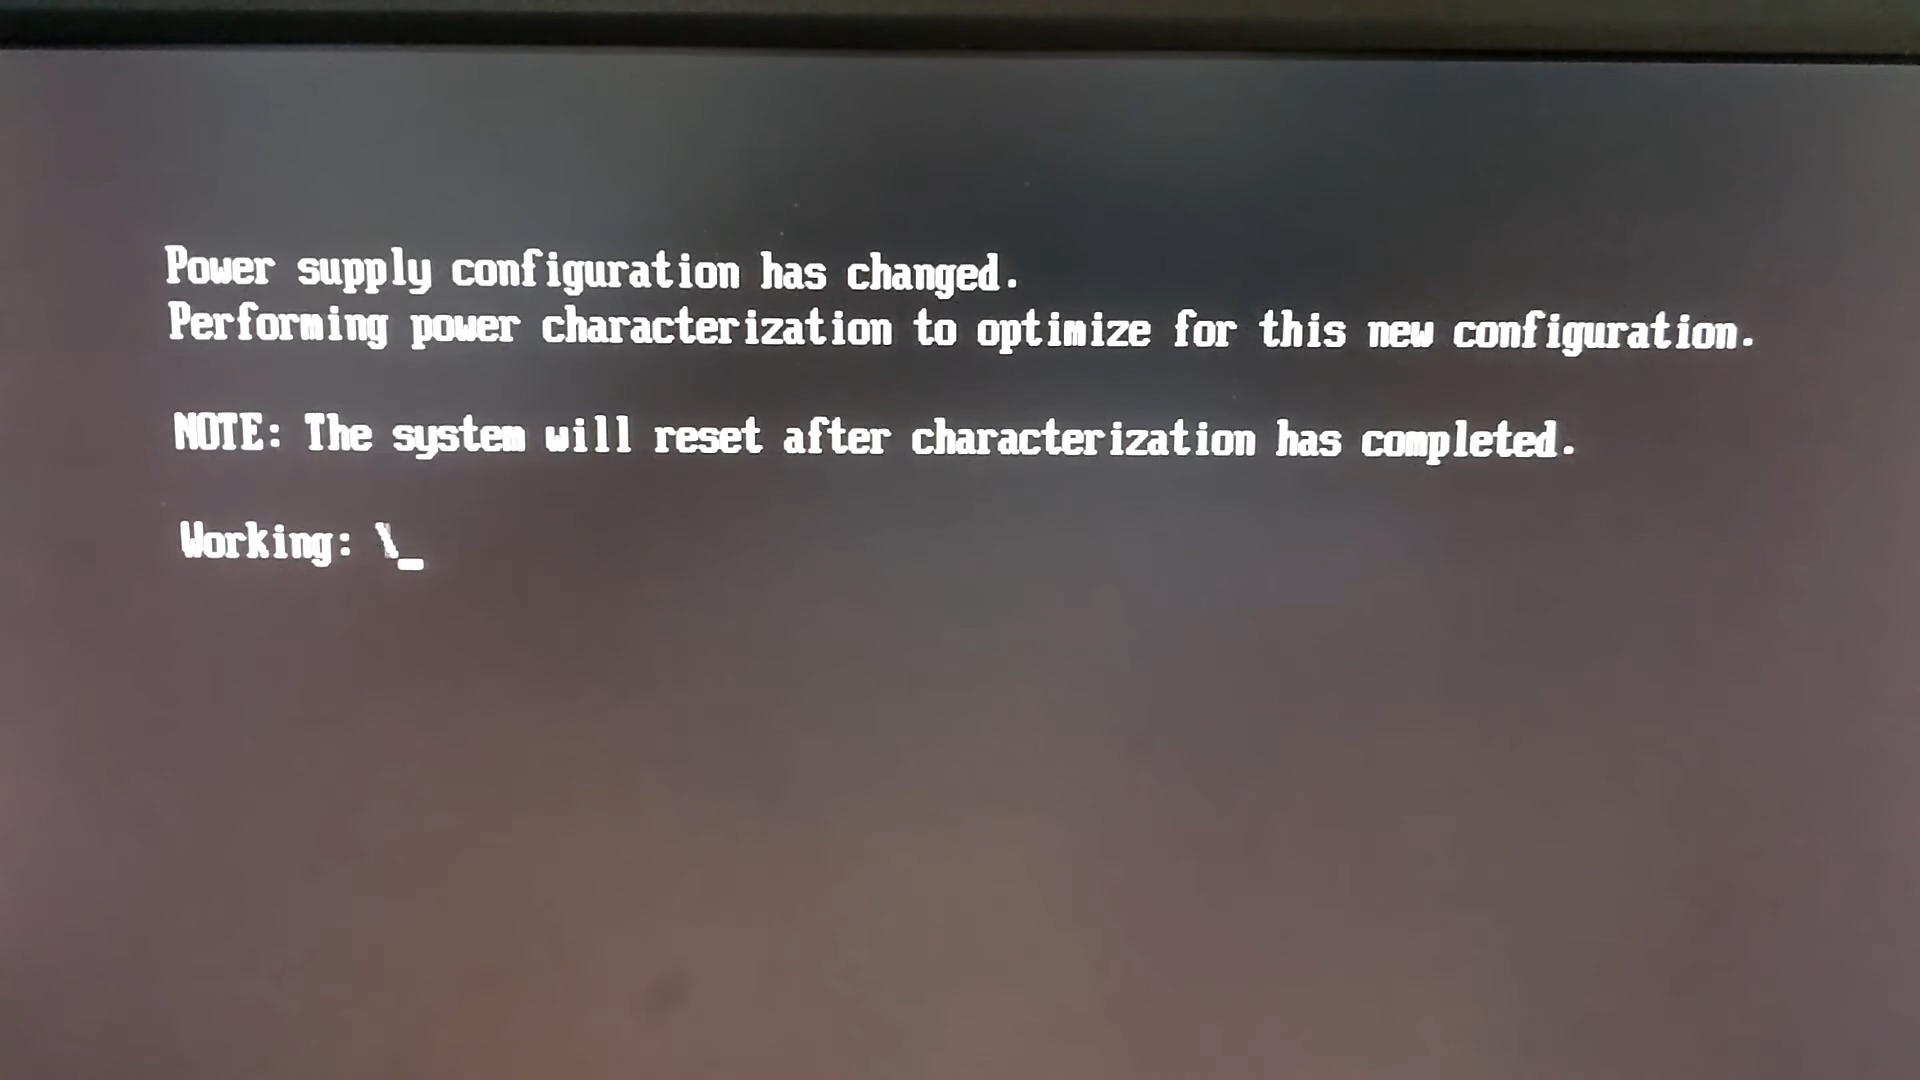 Power supply configuration has changed.
Performing power characterization to optimize for this new configuration.
NOTE: The system will reset after characterization has completed.
Working: \_